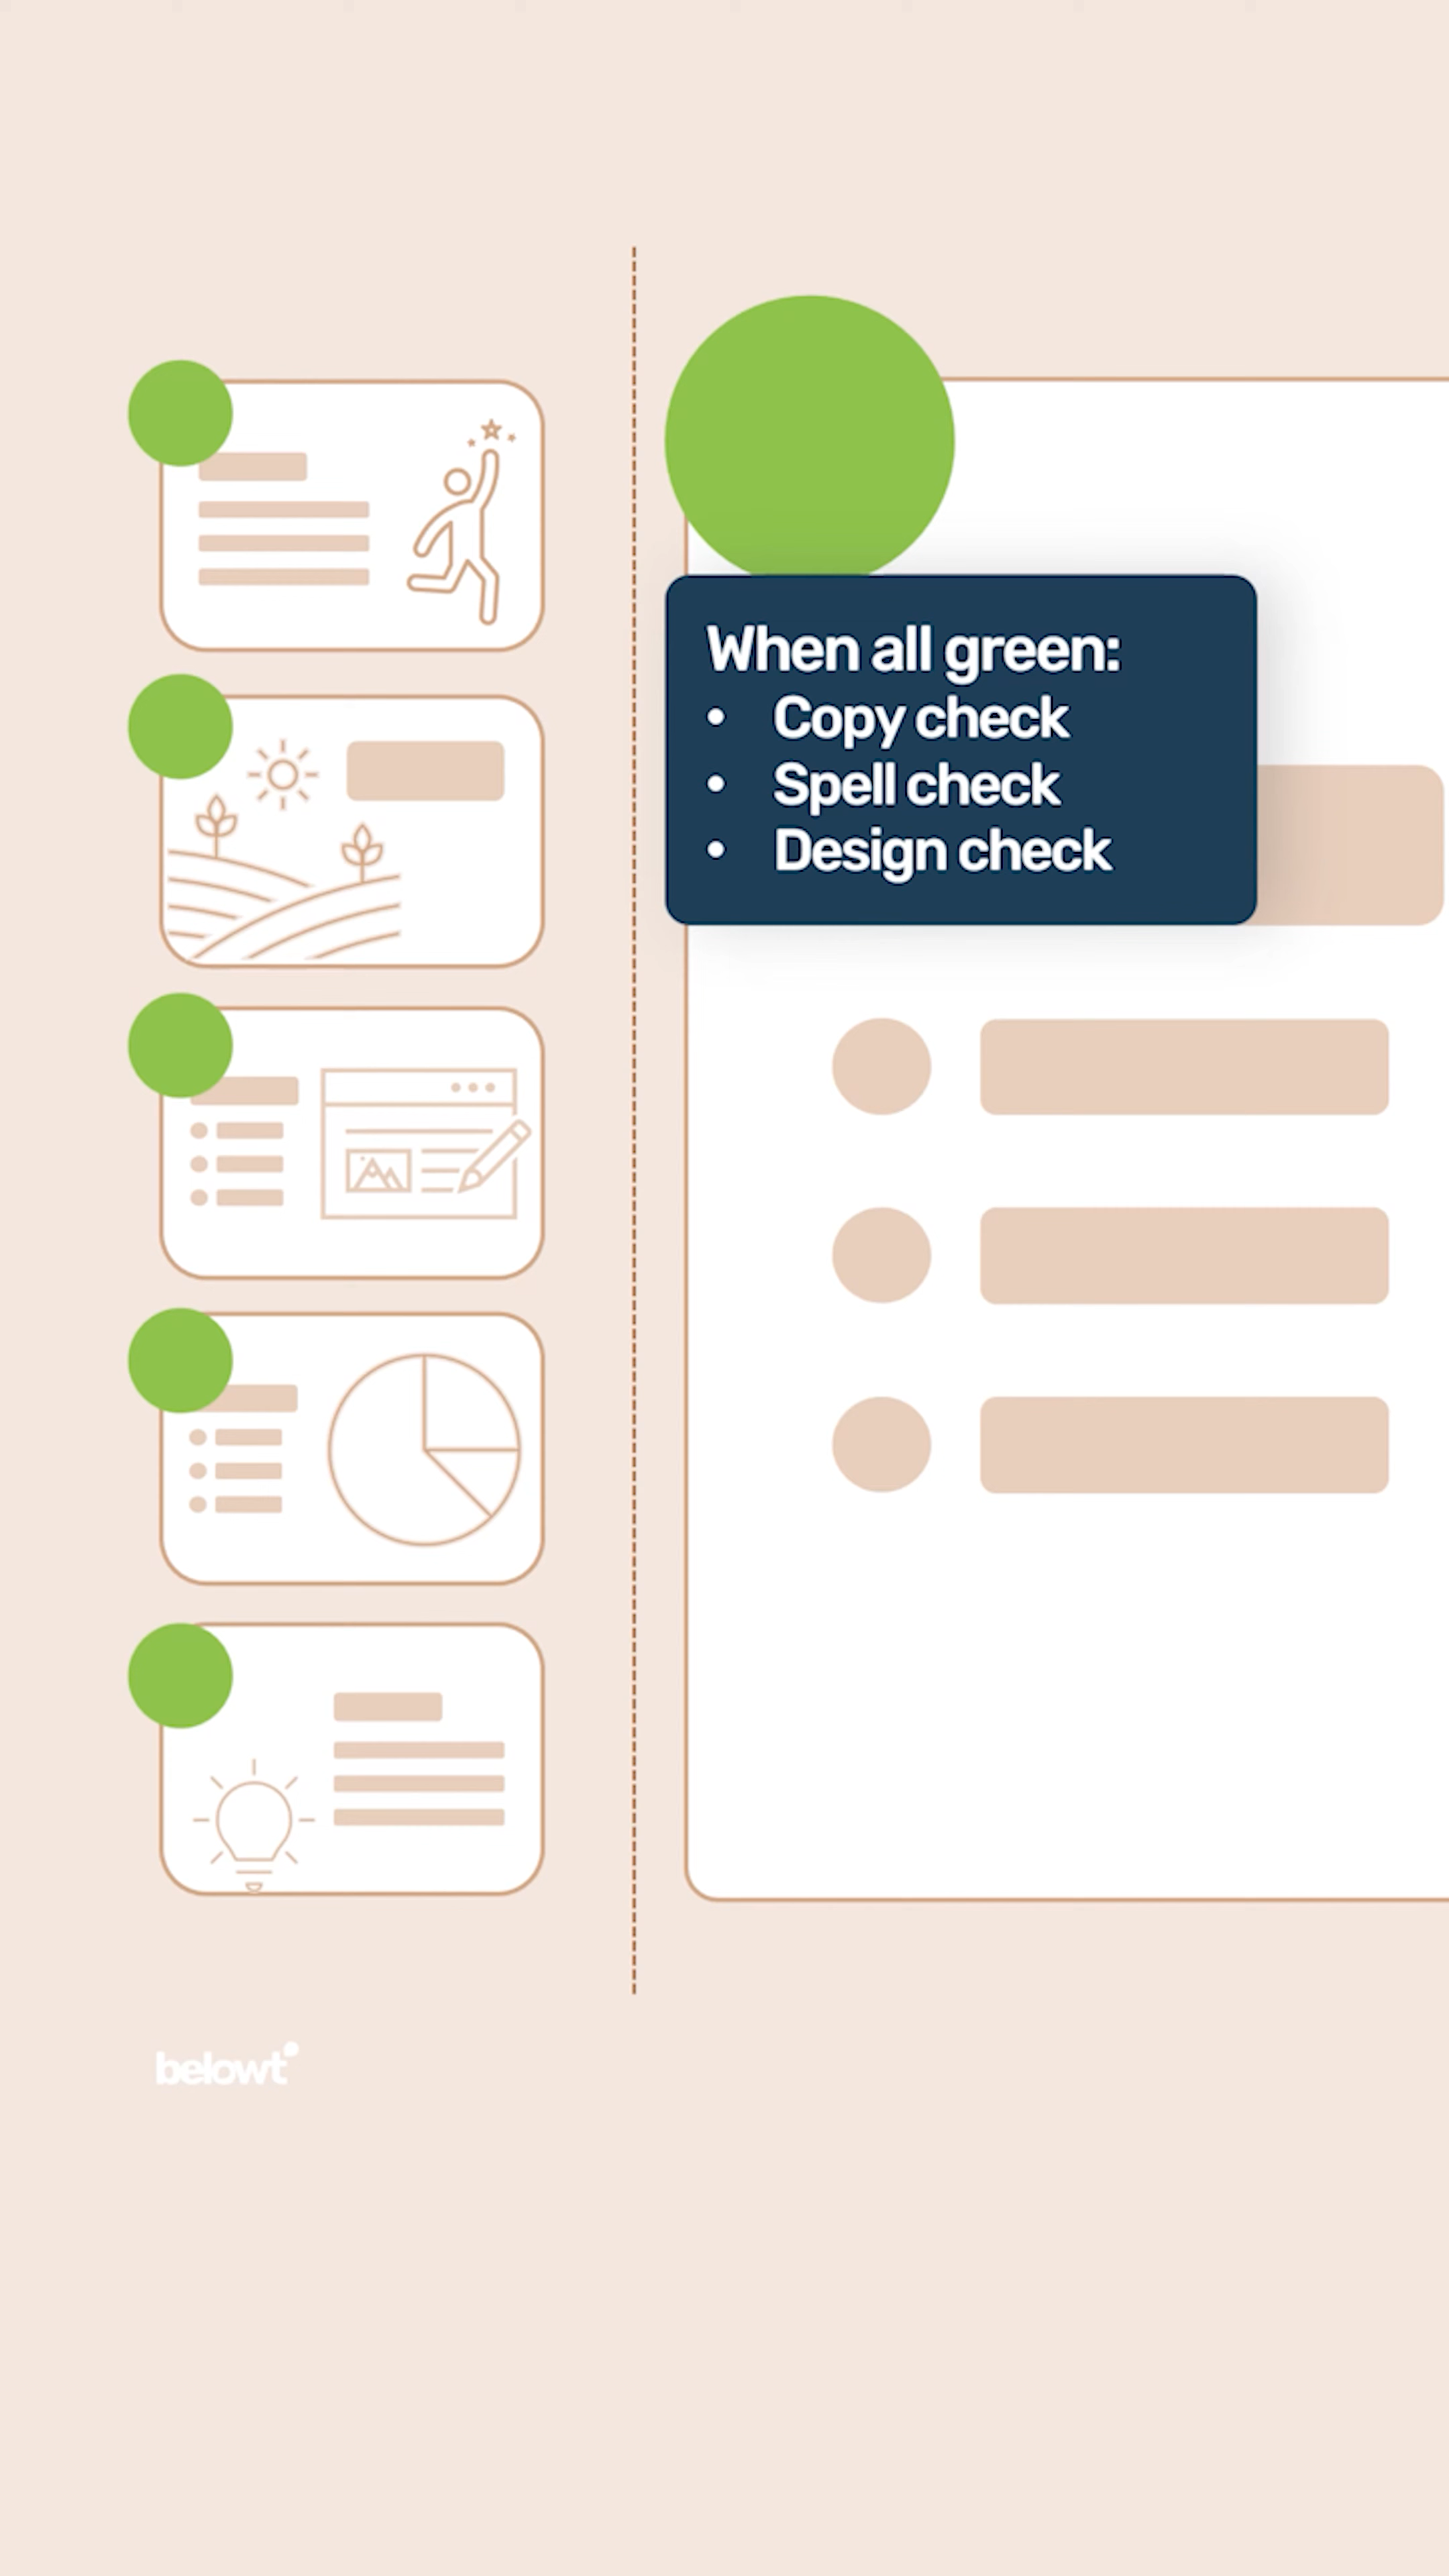 When all green:
• Copy check
• Spell check
• Design check
belowt